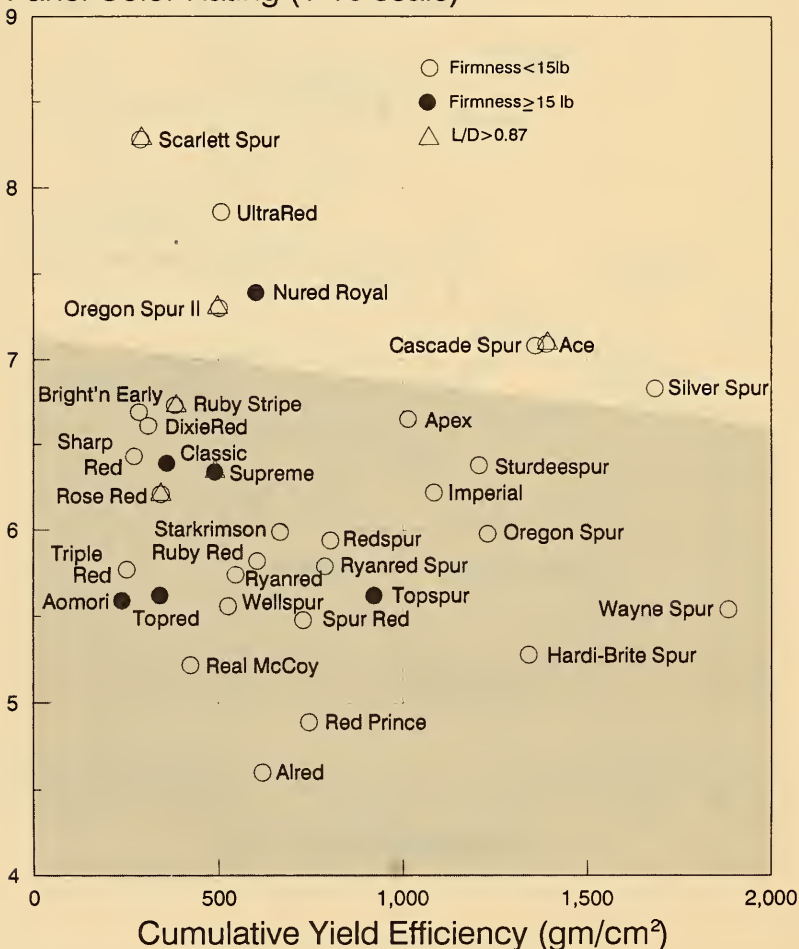 Panel Color Rating (1-10 scale)
9
○ Firmness<15lb
● Firmness≥15 lb
△ L/D>0.87
Scarlett Spur
8
UltraRed
Nured Royal
Oregon Spur II
7
Cascade Spur
Ace
Silver Spur
Bright'n Early
Ruby Stripe
DixieRed
Apex
Sharp
Red
Classic
Supreme
Sturdeespur
Rose Red
Imperial
6
Starkrimson
Redspur
Oregon Spur
Ruby Red
Ryanred Spur
Triple
Red
Ryanred
Aomori
Topred
Wellspur
Topspur
Wayne Spur
Spur Red
Real McCoy
Hardi-Brite Spur
5
Red Prince
Alred
4
0
500
1,000
1,500
2,000
Cumulative Yield Efficiency (gm/cm²)